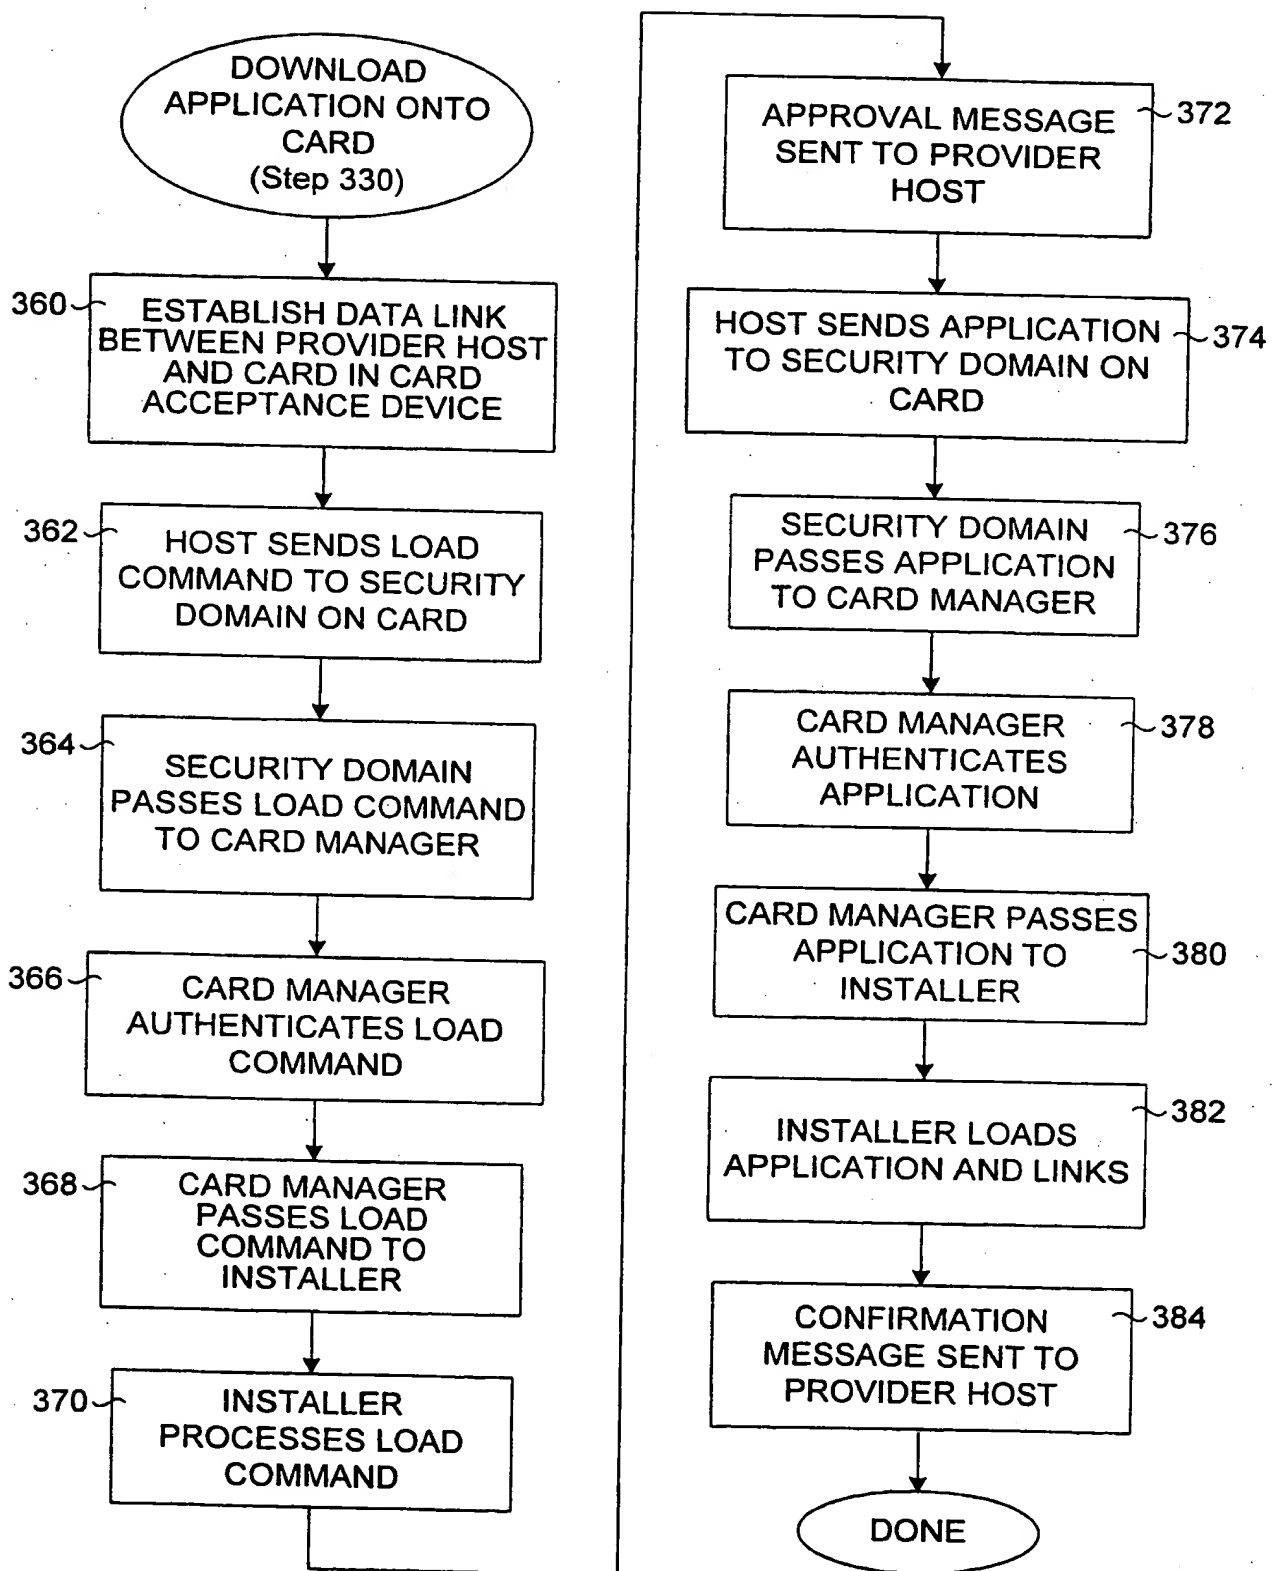 DOWNLOAD
APPLICATION ONTO
CARD
(Step 330)
360
ESTABLISH DATA LINK
BETWEEN PROVIDER HOST
AND CARD IN CARD
ACCEPTANCE DEVICE
362
HOST SENDS LOAD
COMMAND TO SECURITY
DOMAIN ON CARD
364
SECURITY DOMAIN
PASSES LOAD COMMAND
TO CARD MANAGER
366
CARD MANAGER
AUTHENTICATES LOAD
COMMAND
368
CARD MANAGER
PASSES LOAD
COMMAND TO
INSTALLER
370
INSTALLER
PROCESSES LOAD
COMMAND
372
APPROVAL MESSAGE
SENT TO PROVIDER
HOST
374
HOST SENDS APPLICATION
TO SECURITY DOMAIN ON
CARD
376
SECURITY DOMAIN
PASSES APPLICATION
TO CARD MANAGER
378
CARD MANAGER
AUTHENTICATES
APPLICATION
380
CARD MANAGER PASSES
APPLICATION TO
INSTALLER
382
INSTALLER LOADS
APPLICATION AND LINKS
384
CONFIRMATION
MESSAGE SENT TO
PROVIDER HOST
DONE